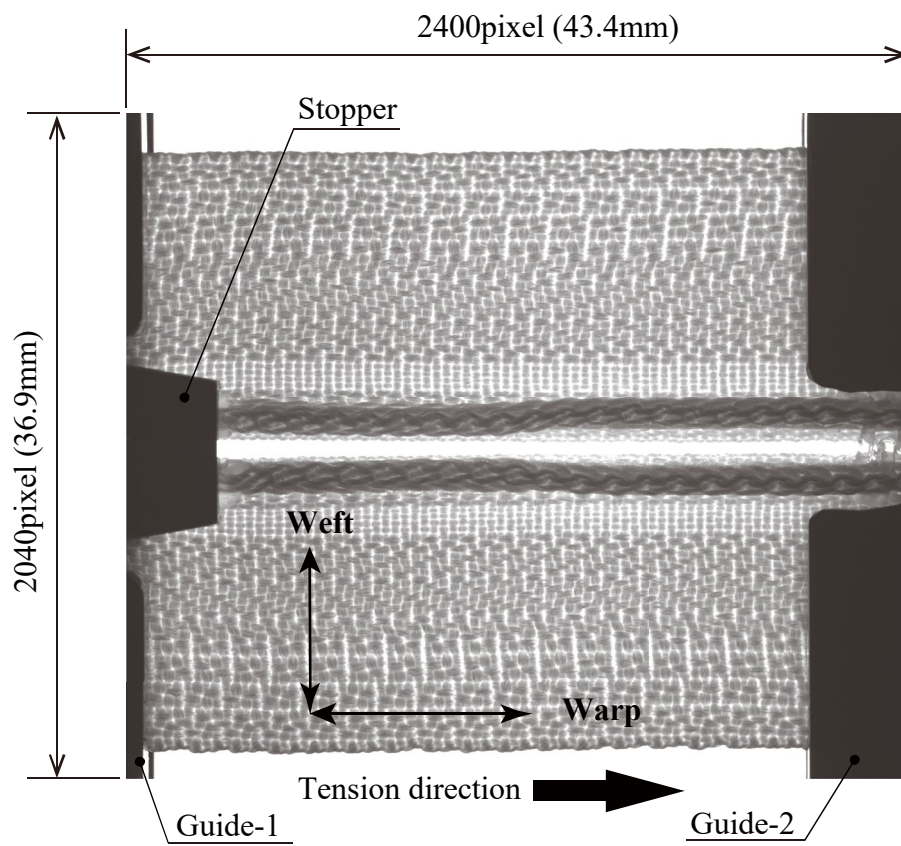 2400pixel (43.4mm)
Stopper
2040pixel (36.9mm)
Weft
Warp
Tension direction
Guide-1
Guide-2